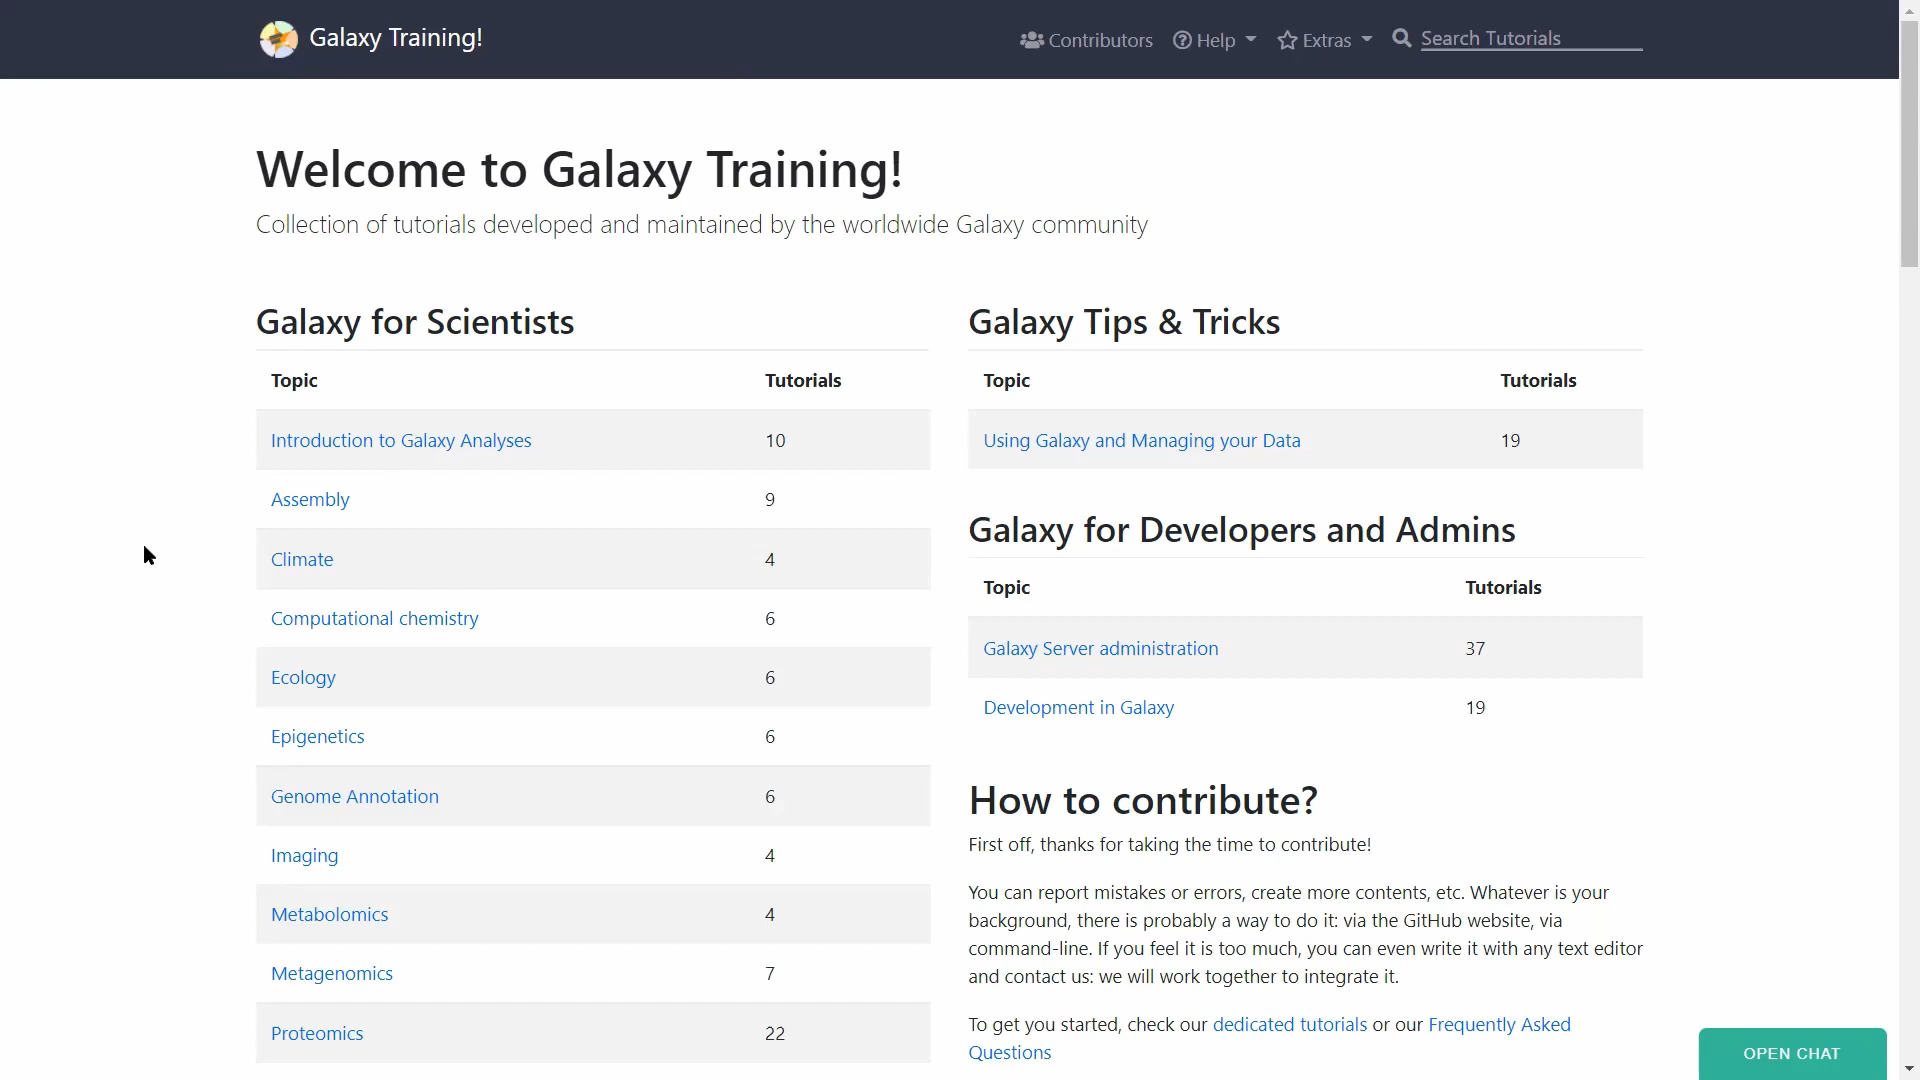 Galaxy Training!
Contributors Help Extras Search Tutorials
Welcome to Galaxy Training!
Collection of tutorials developed and maintained by the worldwide Galaxy community
Galaxy for Scientists
Topic Tutorials
Introduction to Galaxy Analyses 10
Assembly 9
Climate 4
Computational chemistry 6
Ecology 6
Epigenetics 6
Genome Annotation 6
Imaging 4
Metabolomics 4
Metagenomics 7
Proteomics 22
Galaxy Tips & Tricks
Topic Tutorials
Using Galaxy and Managing your Data 19
Galaxy for Developers and Admins
Topic Tutorials
Galaxy Server administration 37
Development in Galaxy 19
How to contribute?
First off, thanks for taking the time to contribute!
You can report mistakes or errors, create more contents, etc. Whatever is your
background, there is probably a way to do it: via the GitHub website, via
command-line. If you feel it is too much, you can even write it with any text editor
and contact us: we will work together to integrate it.
To get you started, check our dedicated tutorials or our Frequently Asked
Questions
OPEN CHAT